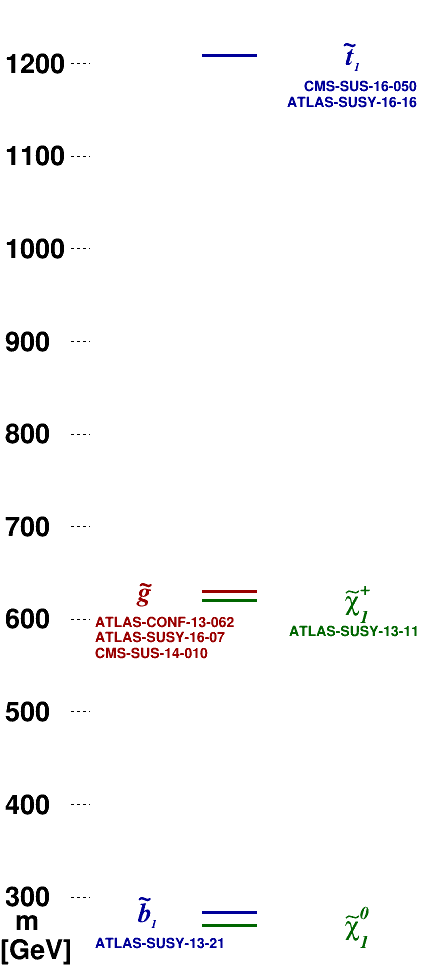 1200
t̃₁
CMS-SUS-16-050
ATLAS-SUSY-16-16
1100
1000
900
800
700
g̃
χ̃₁⁺
600
ATLAS-CONF-13-062
ATLAS-SUSY-16-07
CMS-SUS-14-010
ATLAS-SUSY-13-11
500
400
300
m
[GeV]
b̃₁
ATLAS-SUSY-13-21
χ̃₁⁰